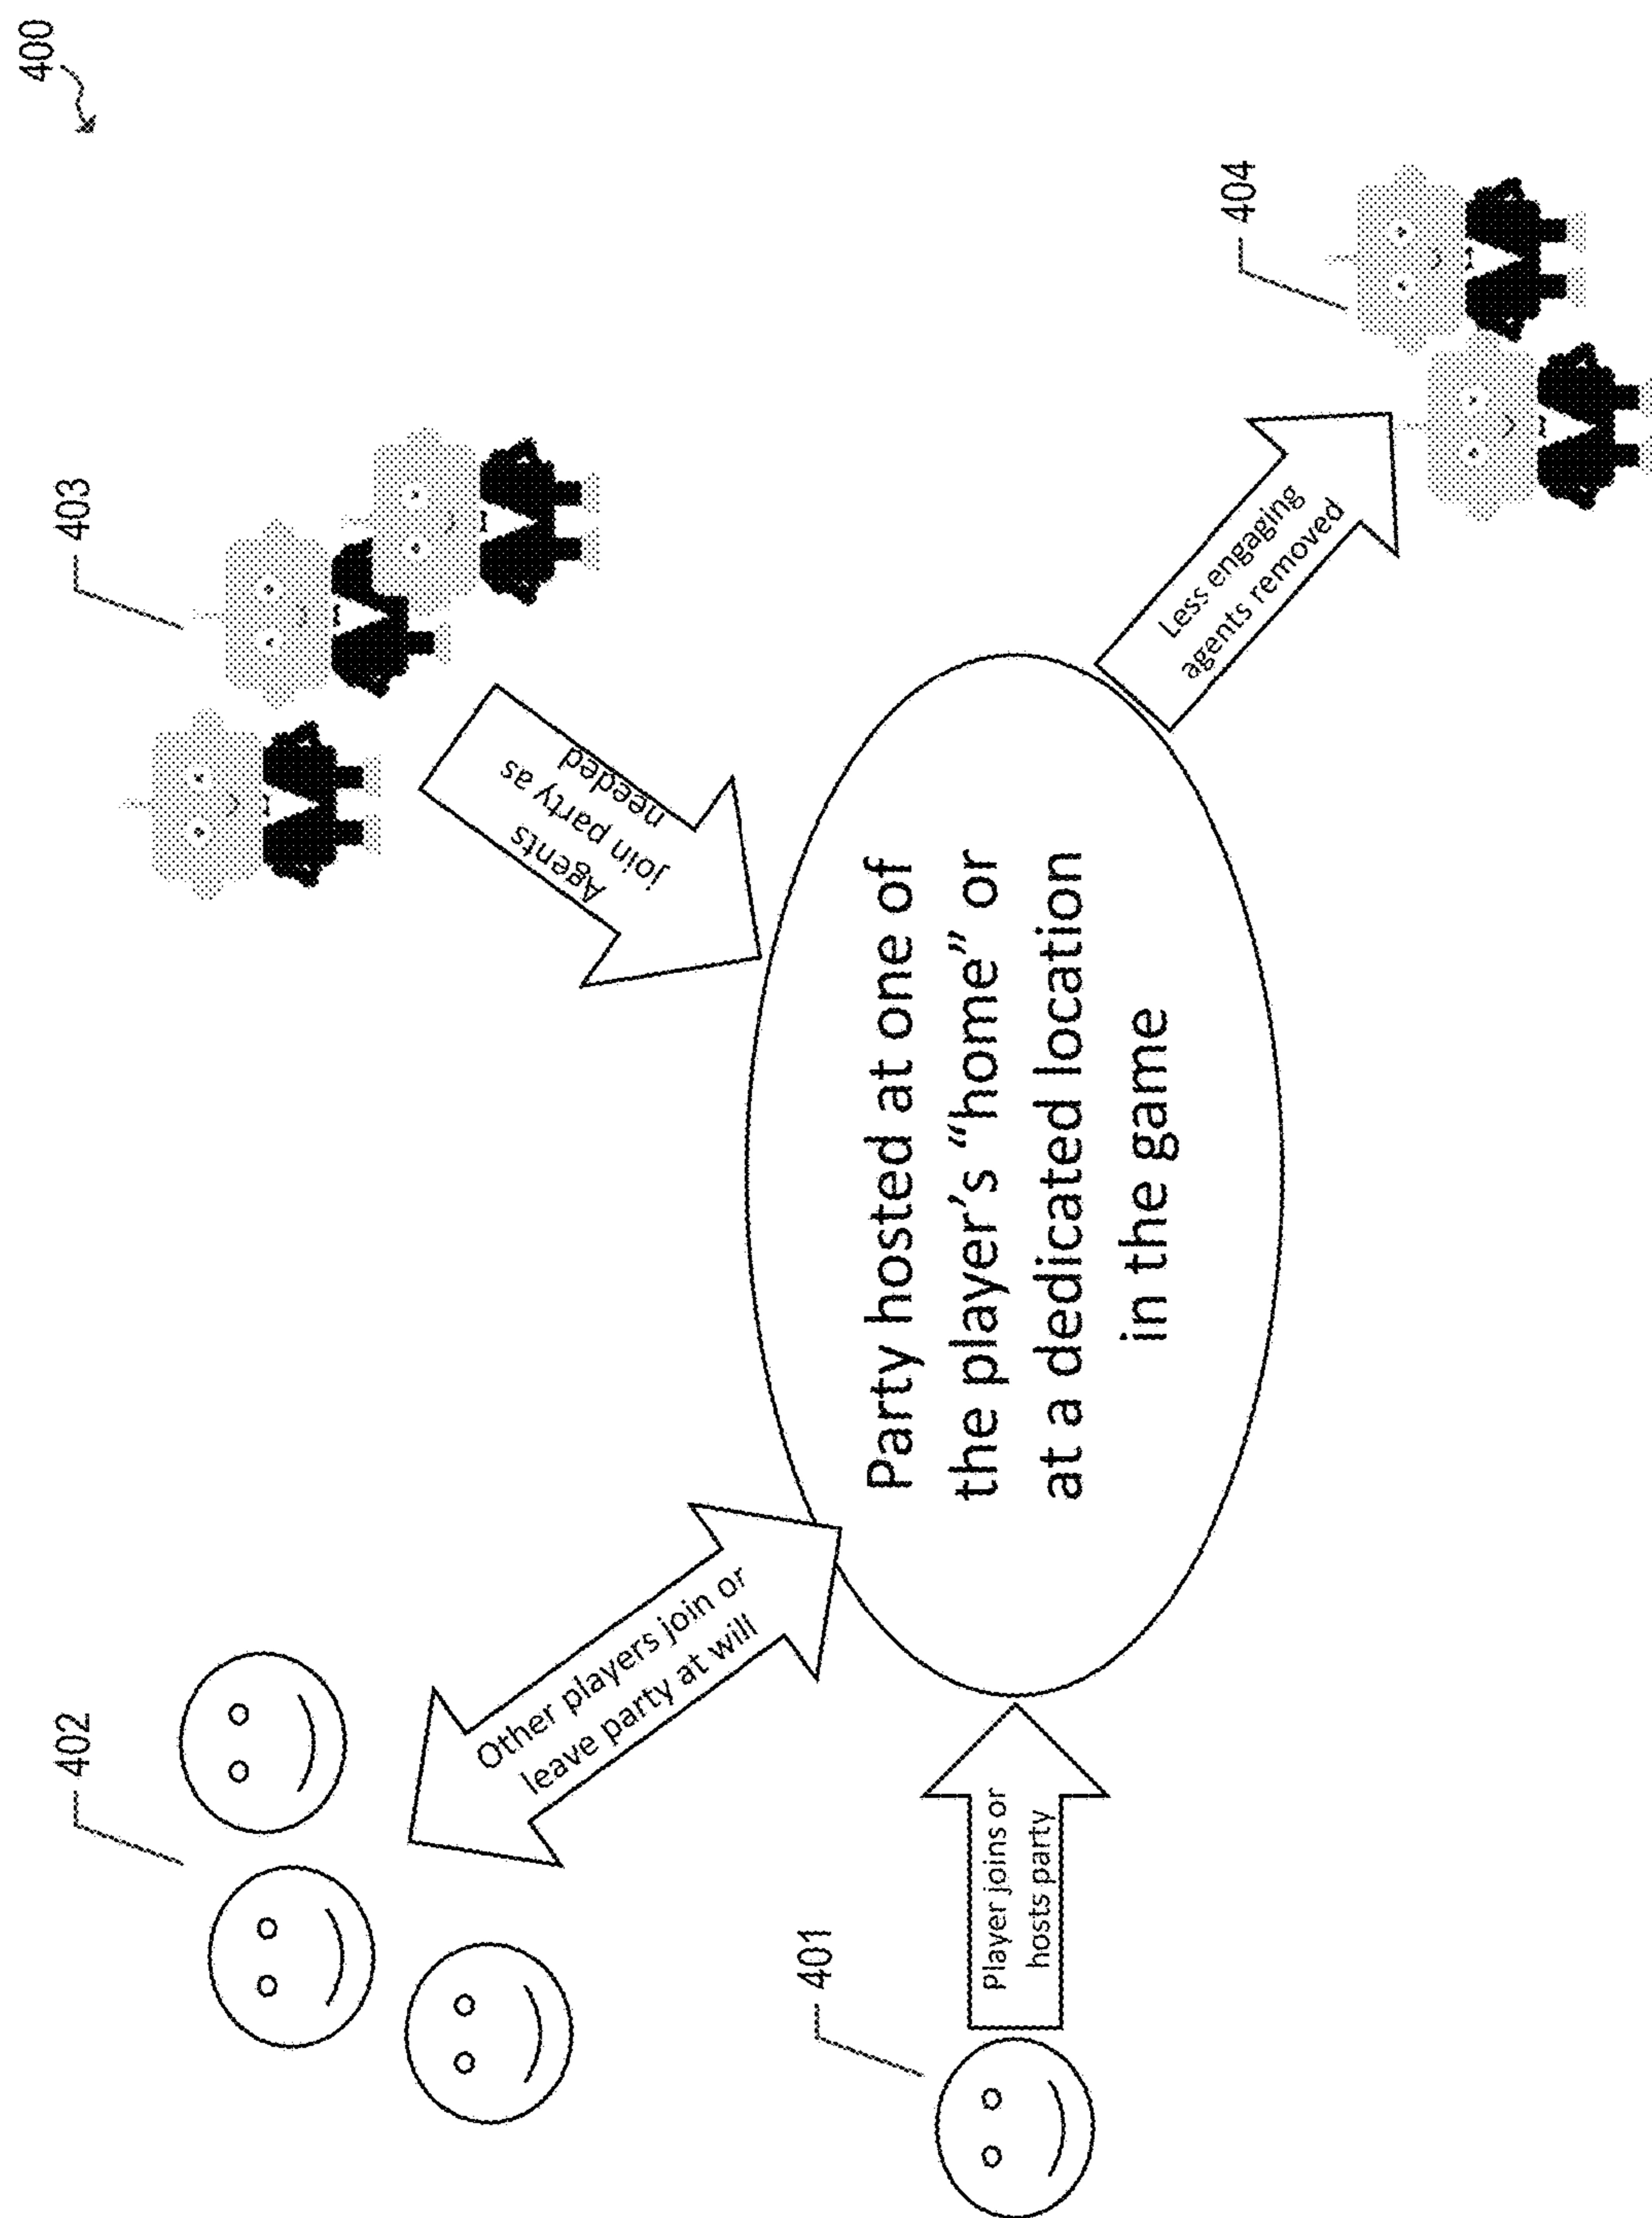 400
402
403
Other players join or
leave party at will
Agents
join party as
needed
401
Player joins or
hosts party
Party hosted at one of
the player’s “home” or
at a dedicated location
in the game
404
Less engaging
agents removed